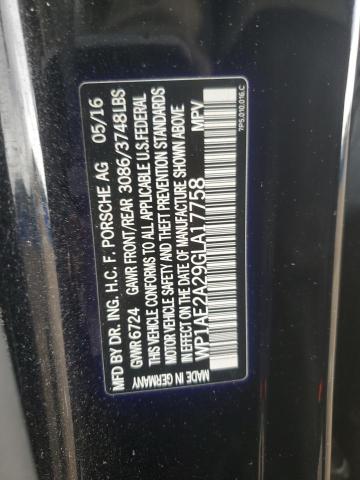 MFD BY DR. ING. H.C. F. PORSCHE AG 05/16
GVWR 6724 GAWR FRONT/REAR 3086/3748LBS
THIS VEHICLE CONFORMS TO ALL APPLICABLE U.S.FEDERAL
MOTOR VEHICLE SAFETY AND THEFT PREVENTION STANDARDS
IN EFFECT ON THE DATE OF MANUFACTURE SHOWN ABOVE.
WP1AE2A29GLA17758 MPV
MADE IN GERMANY
7P5.010.016.C